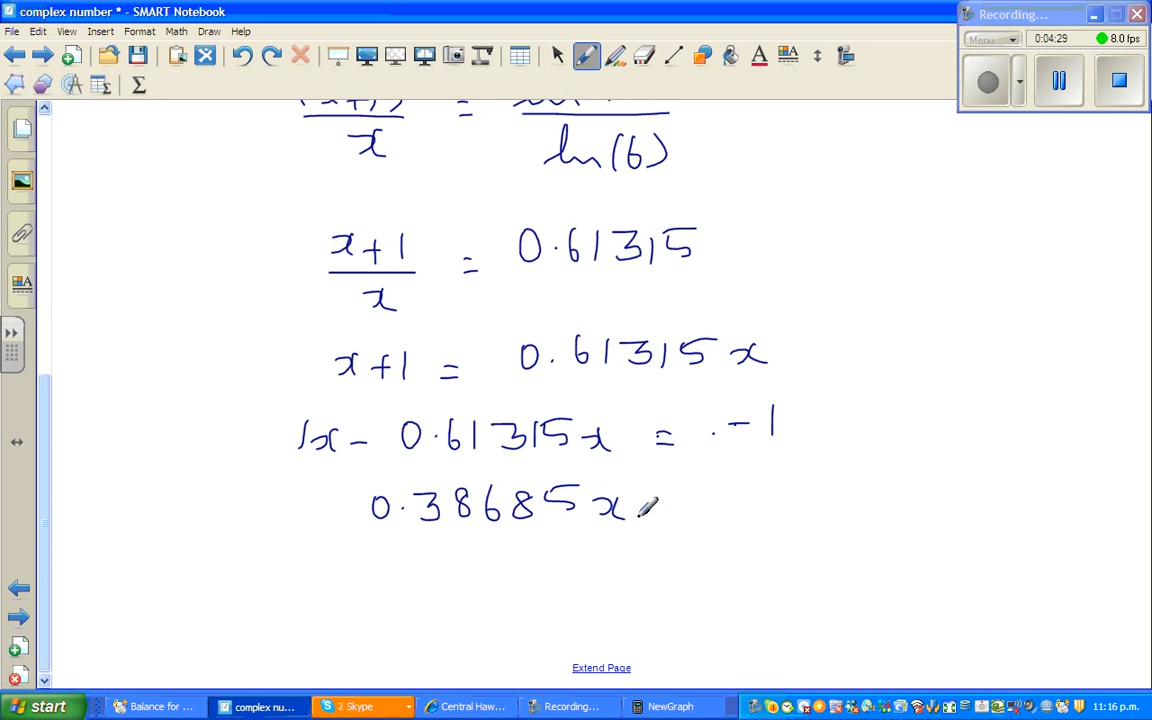 complex number * - SMART Notebook
Recording...
File Edit View Insert Format Math Draw Help
Menu 0:04:29 8.0 fps
x = ln(6)
x+1 = 0.61315
x
x+1 = 0.61315x
1x - 0.61315x = . -1
0.38685x
Extend Page
start Balance for ... complex nu... 2 Skype Central Haw... Recording... NewGraph 11:16 p.m.